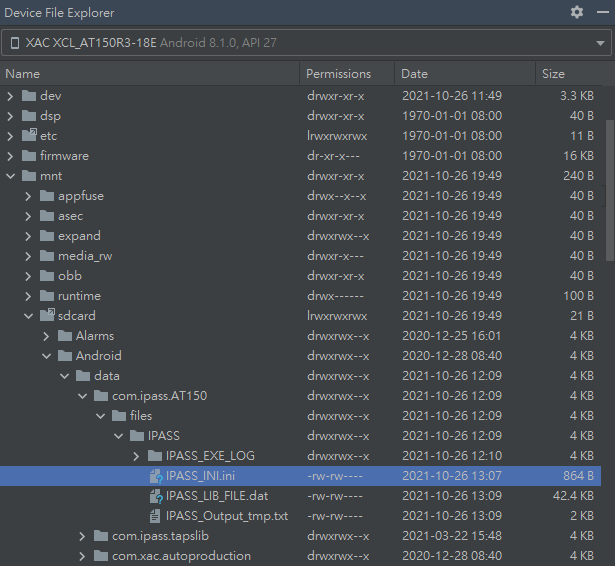 Device File Explorer
XAC XCL_AT150R3-18E Android 8.1.0, API 27
Name Permissions Date Size
dev drwxr-xr-x 2021-10-26 11:49 3.3 KB
dsp drwxr-xr-x 1970-01-01 08:00 40 B
etc lrwxrwxrwx 2021-10-26 11:49 11 B
firmware dr-xr-x--- 1970-01-01 08:00 16 KB
mnt drwxr-xr-x 2021-10-26 19:49 240 B
appfuse drwx--x--x 2021-10-26 19:49 40 B
asec drwxr-xr-x 2021-10-26 19:49 40 B
expand drwxrwx--x 2021-10-26 19:49 40 B
media_rw drwxr-x--- 2021-10-26 19:49 40 B
obb drwxr-xr-x 2021-10-26 19:49 40 B
runtime drwx------ 2021-10-26 19:49 100 B
sdcard lrwxrwxrwx 2021-10-26 19:49 21 B
Alarms drwxrwx--x 2020-12-25 16:01 4 KB
Android drwxrwx--x 2020-12-28 08:40 4 KB
data drwxrwx--x 2021-10-26 12:09 4 KB
com.ipass.AT150 drwxrwx--x 2021-10-26 12:09 4 KB
files drwxrwx--x 2021-10-26 12:09 4 KB
IPASS drwxrwx--x 2021-10-26 12:09 4 KB
IPASS_EXE_LOG drwxrwx--x 2021-10-26 12:10 4 KB
IPASS_INI.ini -rw-rw---- 2021-10-26 13:07 864 B
IPASS_LIB_FILE.dat -rw-rw---- 2021-10-26 13:09 42.4 KB
IPASS_Output_tmp.txt -rw-rw---- 2021-10-26 13:09 2 KB
com.ipass.tapslib drwxrwx--x 2021-03-22 15:48 4 KB
com.xac.autoproduction drwxrwx--x 2020-12-28 08:40 4 KB